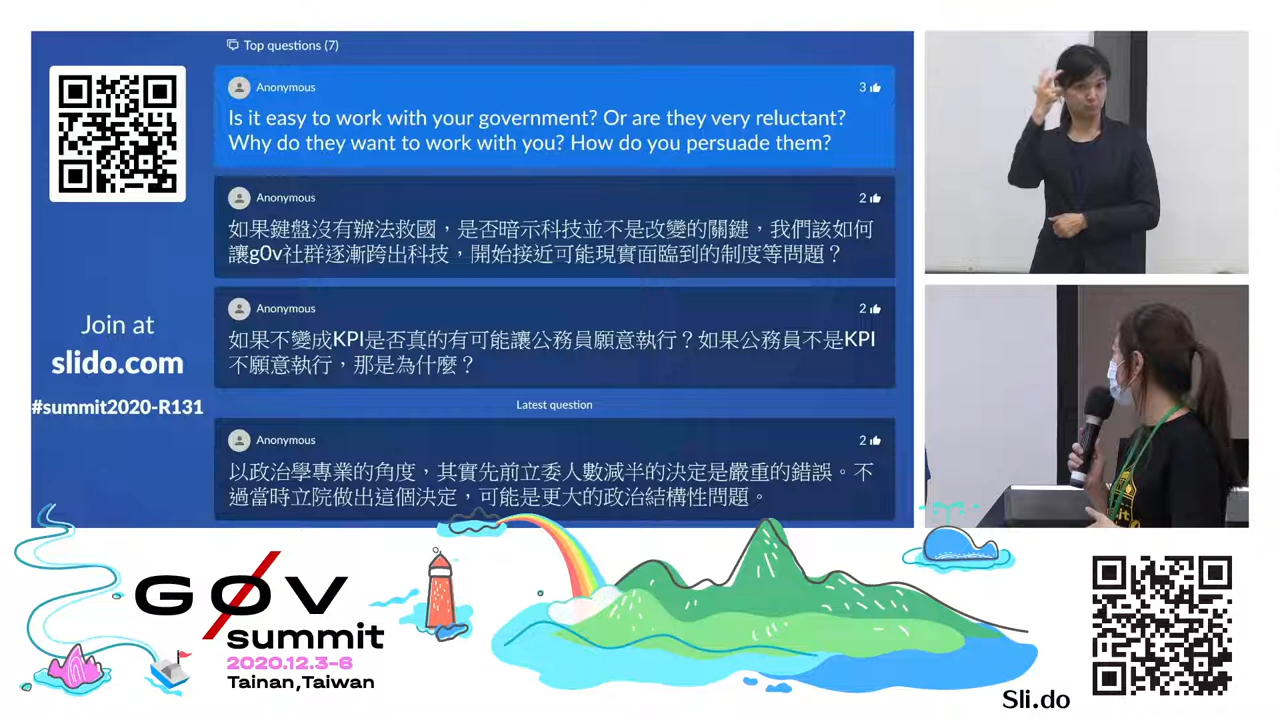 Top questions (7)
Anonymous
3
Is it easy to work with your government? Or are they very reluctant?
Why do they want to work with you? How do you persuade them?
Anonymous
2
如果鍵盤沒有辦法救國，是否暗示科技並不是改變的關鍵，我們該如何
讓g0v社群逐漸跨出科技，開始接近可能現實面臨到的制度等問題？
Anonymous
2
如果不變成KPI是否真的有可能讓公務員願意執行？如果公務員不是KPI
不願意執行，那是為什麼？
Latest question
Anonymous
2
以政治學專業的角度，其實先前立委人數減半的決定是嚴重的錯誤。不
過當時立院做出這個決定，可能是更大的政治結構性問題。
Join at
slido.com
#summit2020-R131
G0V
summit
2020.12.3-6
Tainan,Taiwan
Sli.do